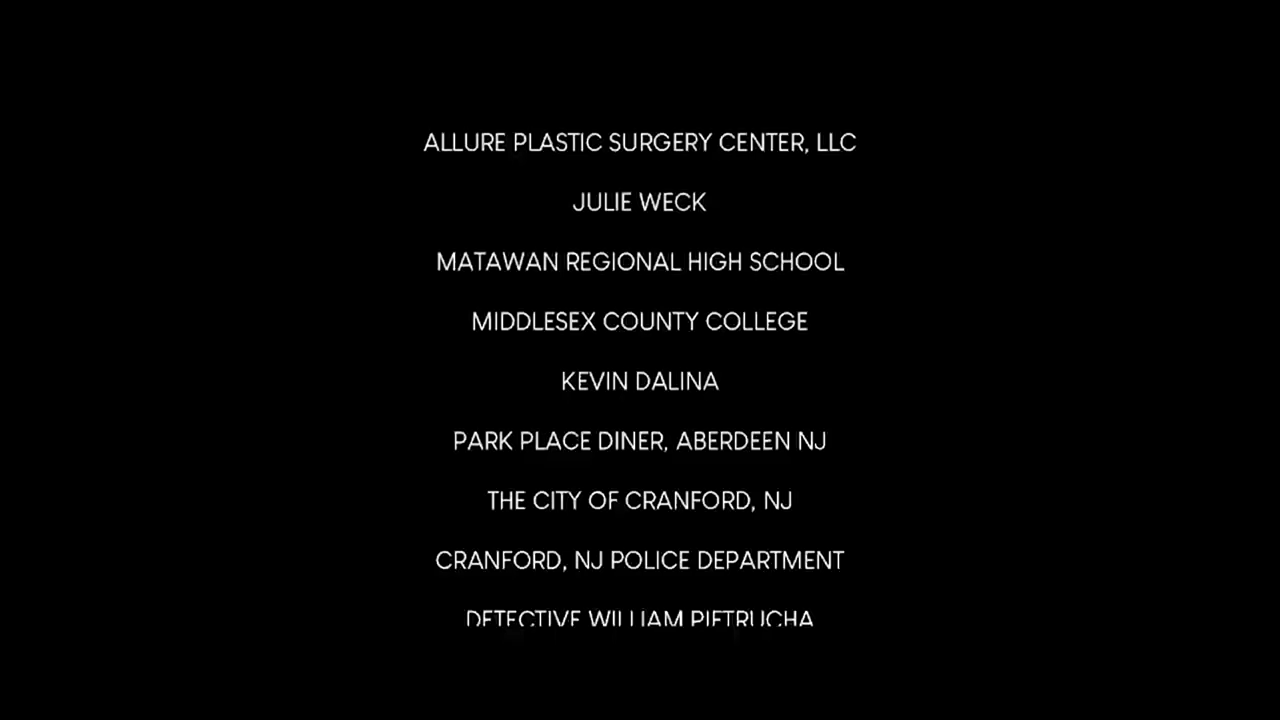 ALLURE PLASTIC SURGERY CENTER, LLC
JULIE WECK
MATAWAN REGIONAL HIGH SCHOOL
MIDDLESEX COUNTY COLLEGE
KEVIN DALINA
PARK PLACE DINER, ABERDEEN NJ
THE CITY OF CRANFORD, NJ
CRANFORD, NJ POLICE DEPARTMENT
DETECTIVE WILLIAM PIETRUCHA